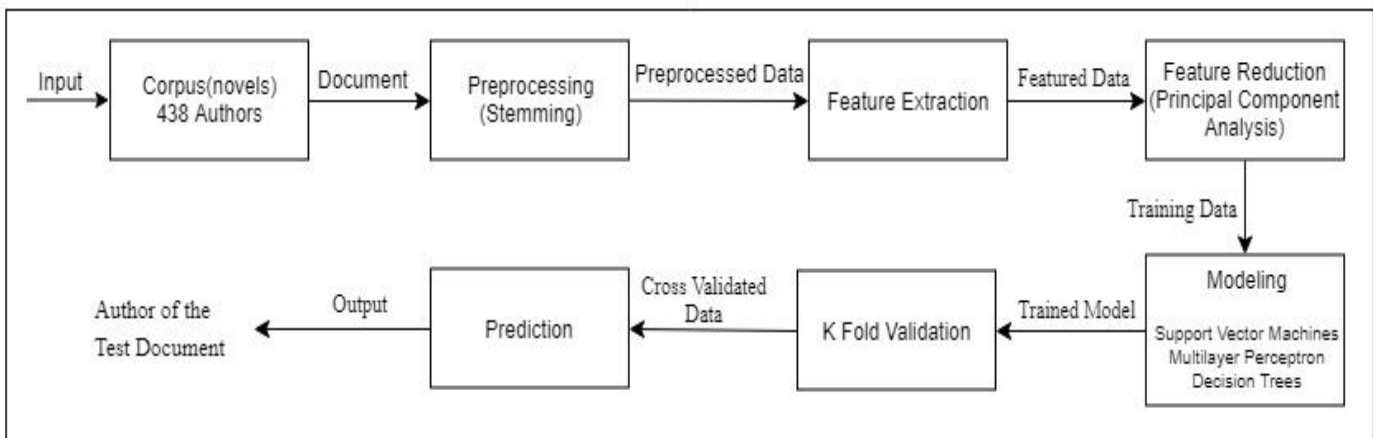 Input
Corpus(novels)
438 Authors
Document
Preprocessing
(Stemming)
Preprocessed Data
Feature Extraction
Featured Data
Feature Reduction
(Principal Component
Analysis)
Training Data
Modeling
Support Vector Machines
Multilayer Perceptron
Decision Trees
Trained Model
K Fold Validation
Cross Validated
Data
Prediction
Output
Author of the
Test Document